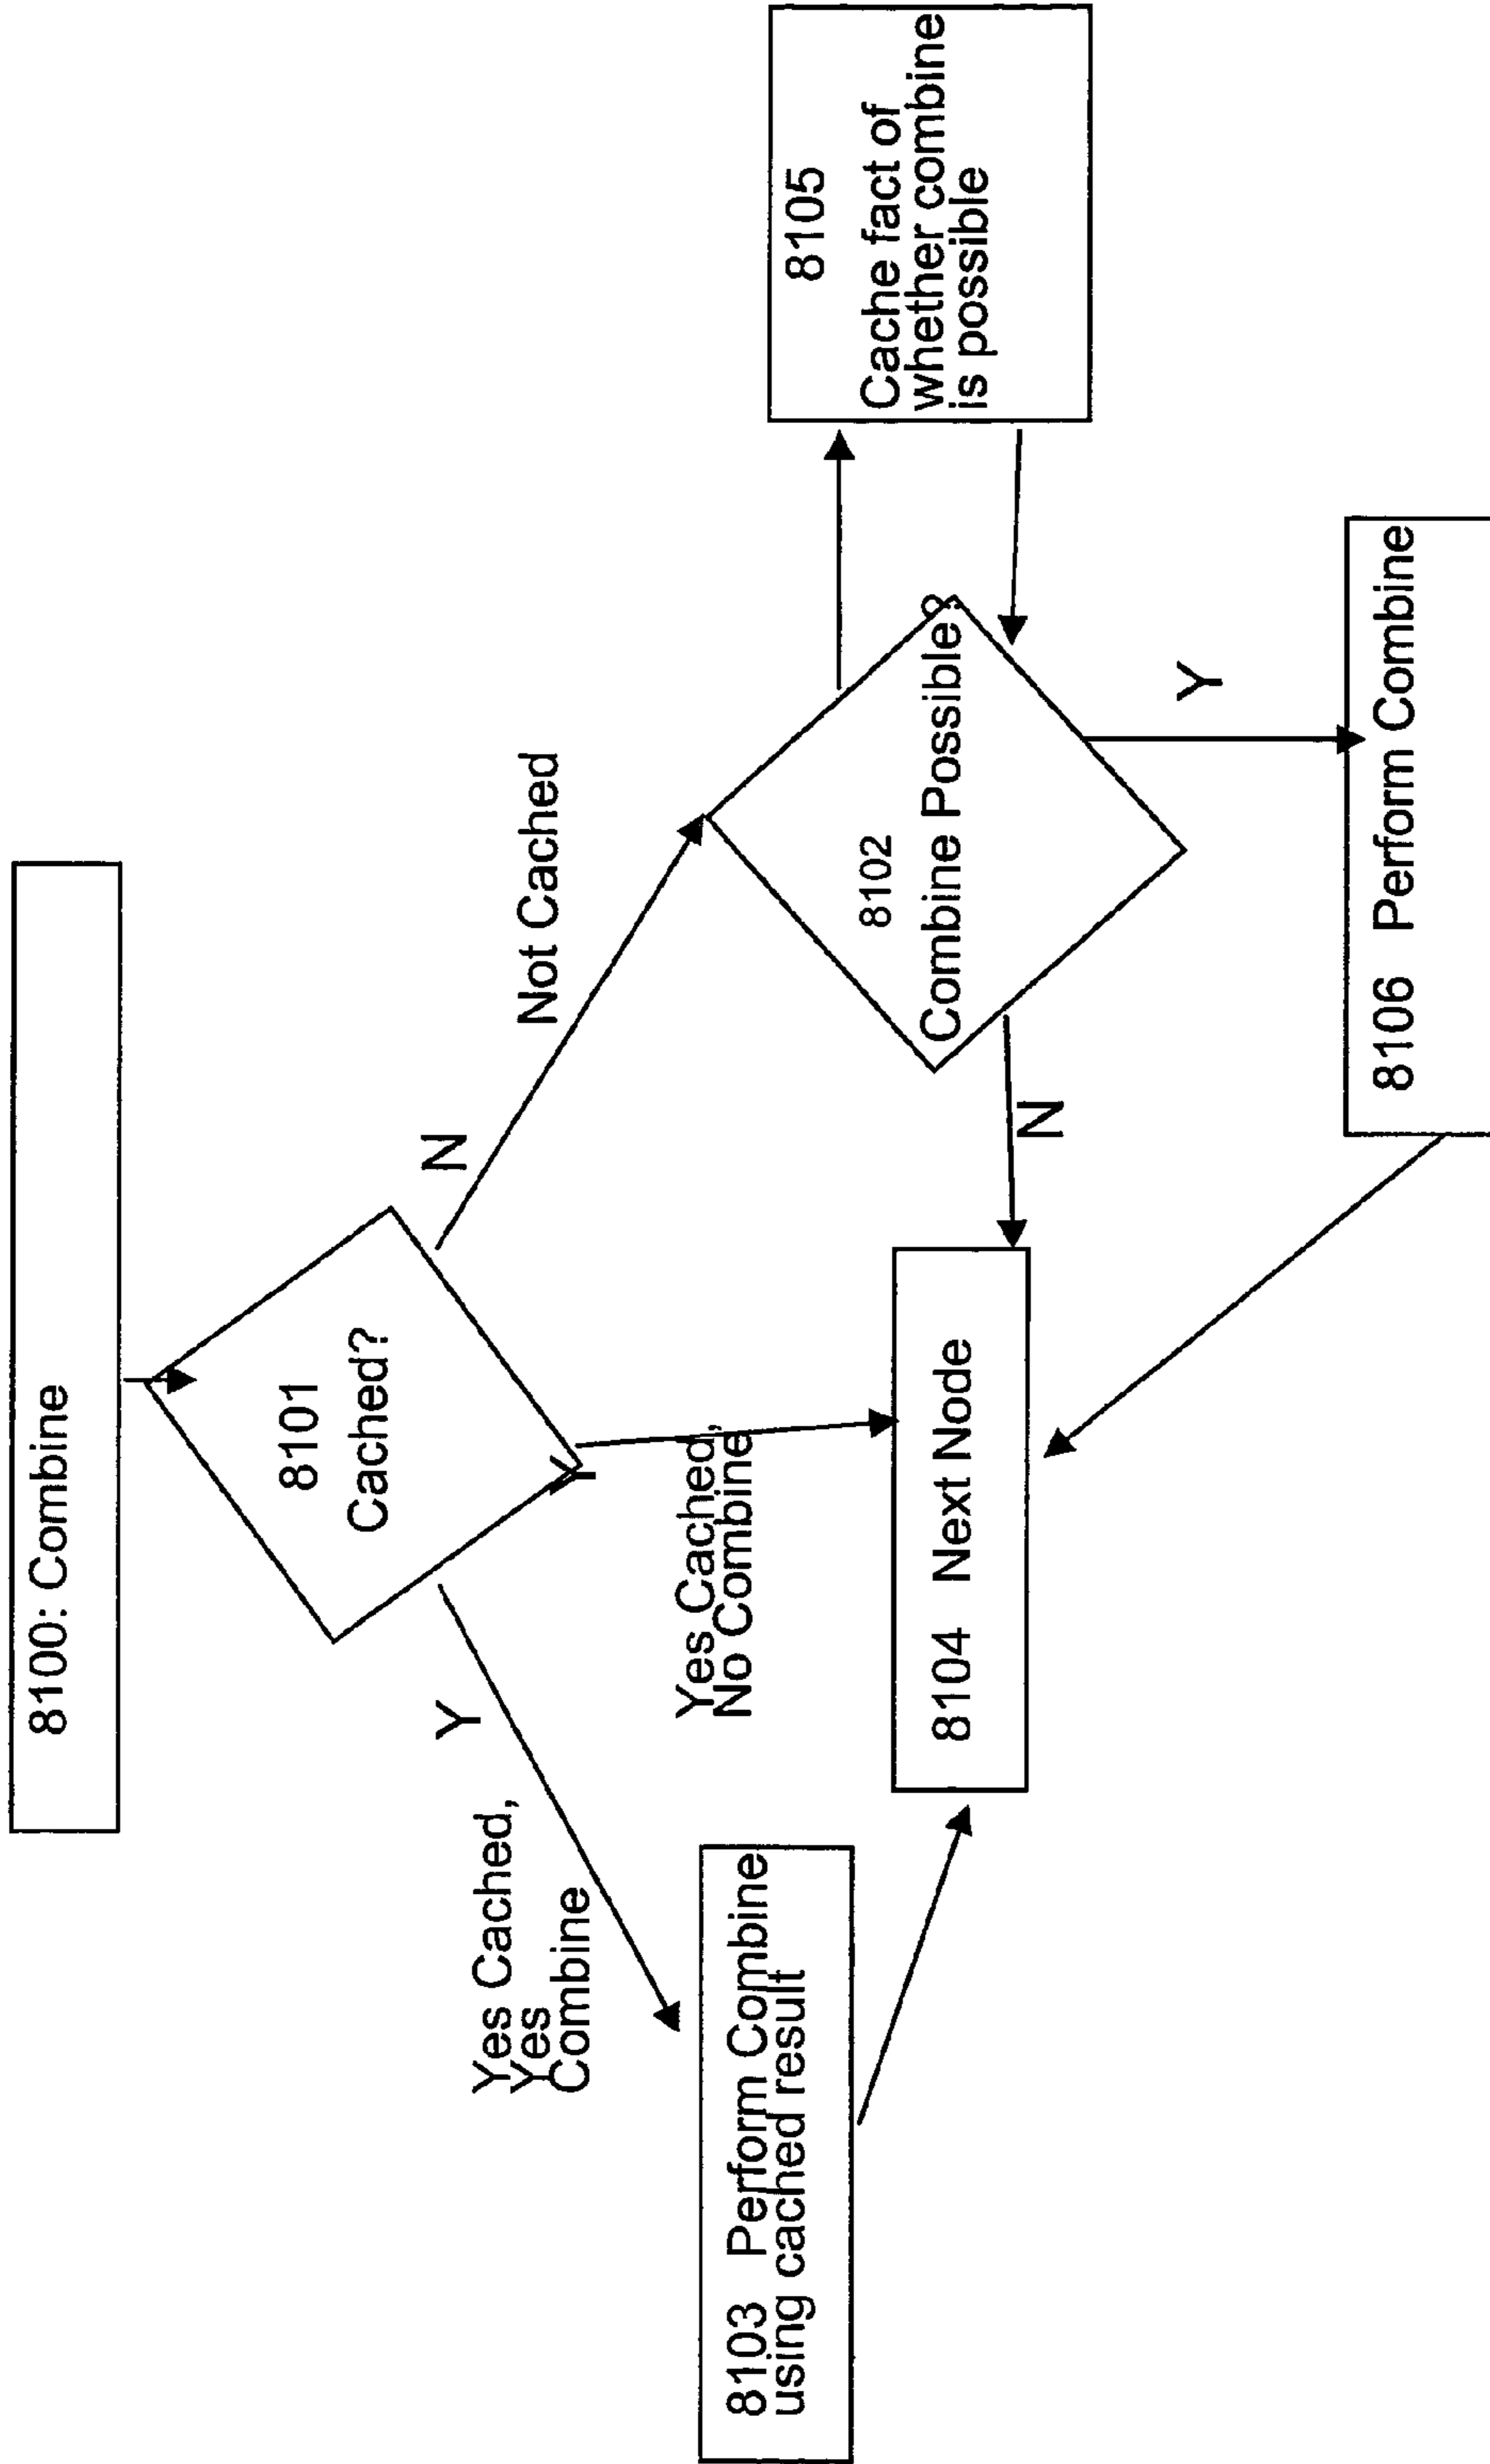 8100: Combine
8101
Cached?
N
Not Cached
Y
Yes Cached,
Yes
Combine
Y
Yes Cached,
No Combine
8103 Perform Combine
using cached result
8104 Next Node
8102
Combine Possible?
N
Y
8105
Cache fact of
whether combine
is possible
8106 Perform Combine